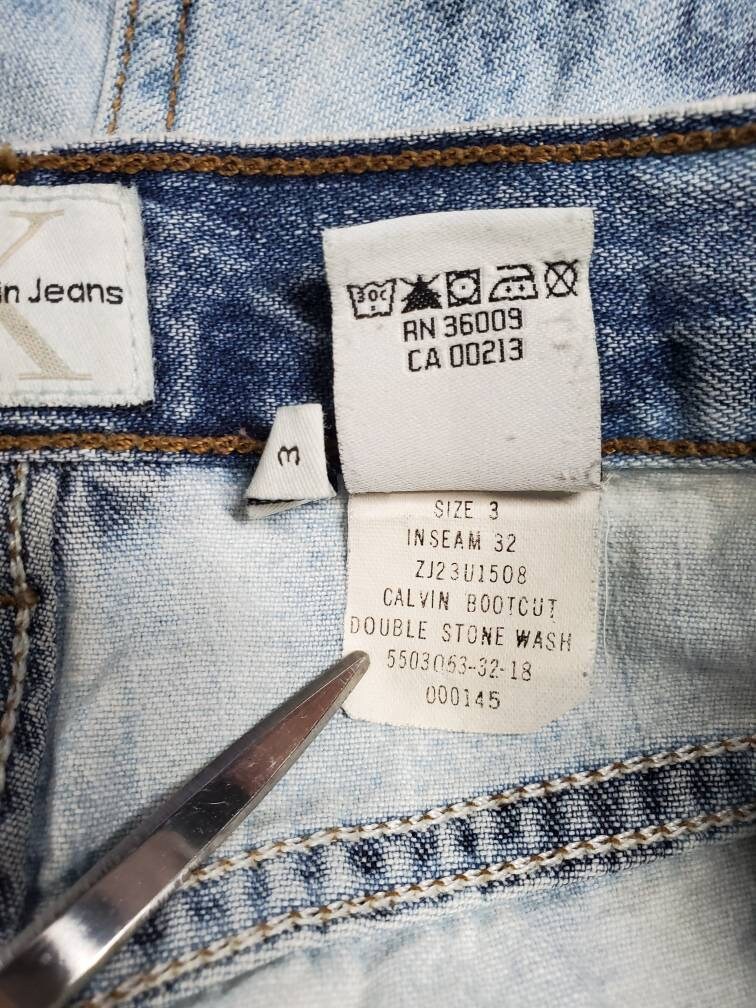 K
in Jeans
30C
RN 36009
CA 00213
3
SIZE 3
INSEAM 32
ZJ23U1508
CALVIN BOOTCUT
DOUBLE STONE WASH
5503063-32-18
000145